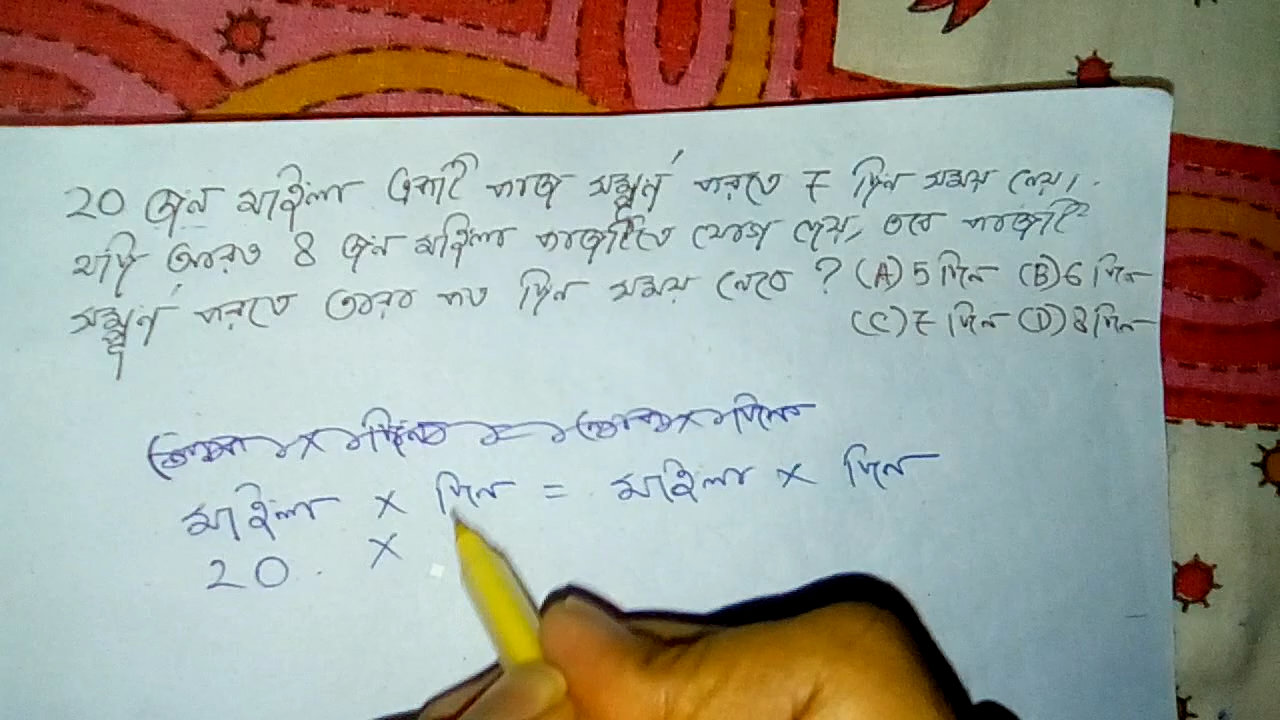 20 জন মহিলা একটি কাজ সম্পূর্ণ করতে 7 দিন সময় নেয়।
যদি আরও 8 জন মহিলা কাজটিতে যোগ দেয়, তবে কাজটি
সম্পূর্ণ করতে আর কত দিন সময় নেবে ? (A) 5 দিন (B) 6 দিন
(C) 7 দিন (D) 8 দিন
মহিলা × দিন = মহিলা × দিন
20 ×